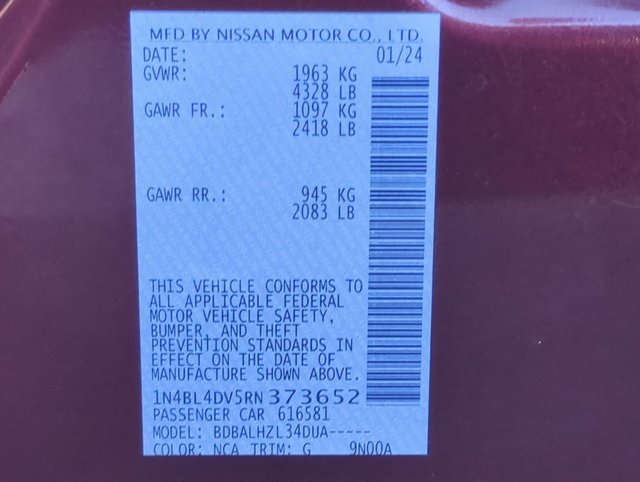 MFD BY NISSAN MOTOR CO., LTD.
DATE: 01/24
GVWR: 1963 KG
4328 LB
GAWR FR.: 1097 KG
2418 LB
GAWR RR.: 945 KG
2083 LB
THIS VEHICLE CONFORMS TO
ALL APPLICABLE FEDERAL
MOTOR VEHICLE SAFETY,
BUMPER, AND THEFT
PREVENTION STANDARDS IN
EFFECT ON THE DATE OF
MANUFACTURE SHOWN ABOVE.
1N4BL4DV5RN373652
PASSENGER CAR 616581
MODEL: BDBALHZL34DUA-----
COLOR: NCA TRIM: G 9N00A